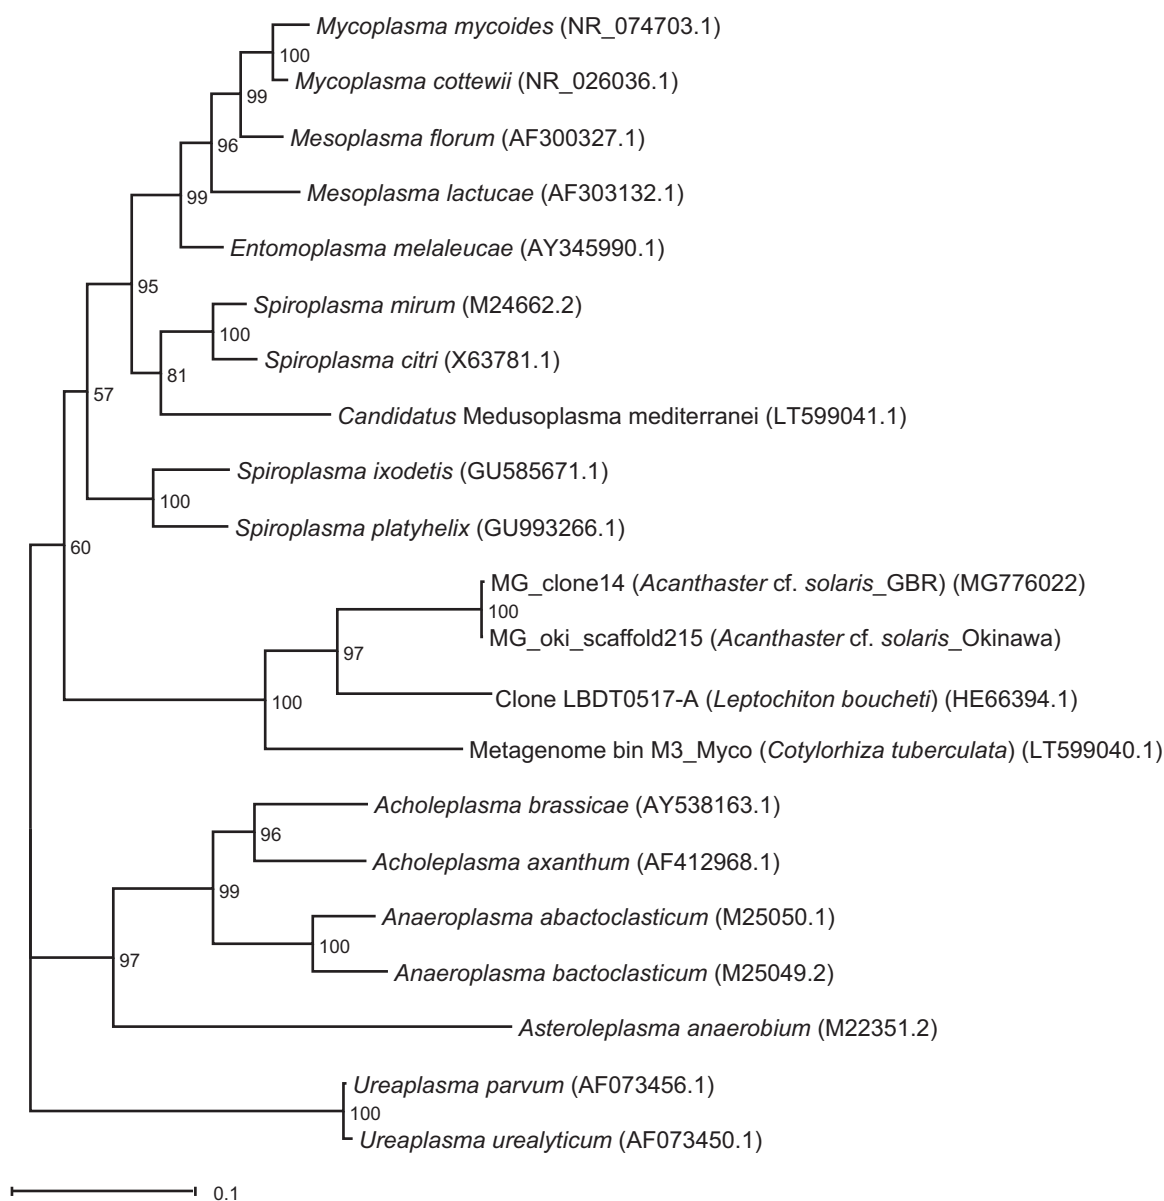 Mycoplasma mycoides (NR_074703.1)
100
Mycoplasma cottewii (NR_026036.1)
99
Mesoplasma florum (AF300327.1)
96
Mesoplasma lactucae (AF303132.1)
99
Entomoplasma melaleucae (AY345990.1)
95
Spiroplasma mirum (M24662.2)
100
Spiroplasma citri (X63781.1)
81
57
Candidatus Medusoplasma mediterranei (LT599041.1)
Spiroplasma ixodetis (GU585671.1)
100
Spiroplasma platyhelix (GU993266.1)
60
MG_clone14 (Acanthaster cf. solaris_GBR) (MG776022)
100
MG_oki_scaffold215 (Acanthaster cf. solaris_Okinawa)
97
Clone LBDT0517-A (Leptochiton boucheti) (HE66394.1)
100
Metagenome bin M3_Myco (Cotylorhiza tuberculata) (LT599040.1)
Acholeplasma brassicae (AY538163.1)
96
Acholeplasma axanthum (AF412968.1)
99
Anaeroplasma abactoclasticum (M25050.1)
100
97
Anaeroplasma bactoclasticum (M25049.2)
Asteroleplasma anaerobium (M22351.2)
Ureaplasma parvum (AF073456.1)
100
Ureaplasma urealyticum (AF073450.1)
0.1